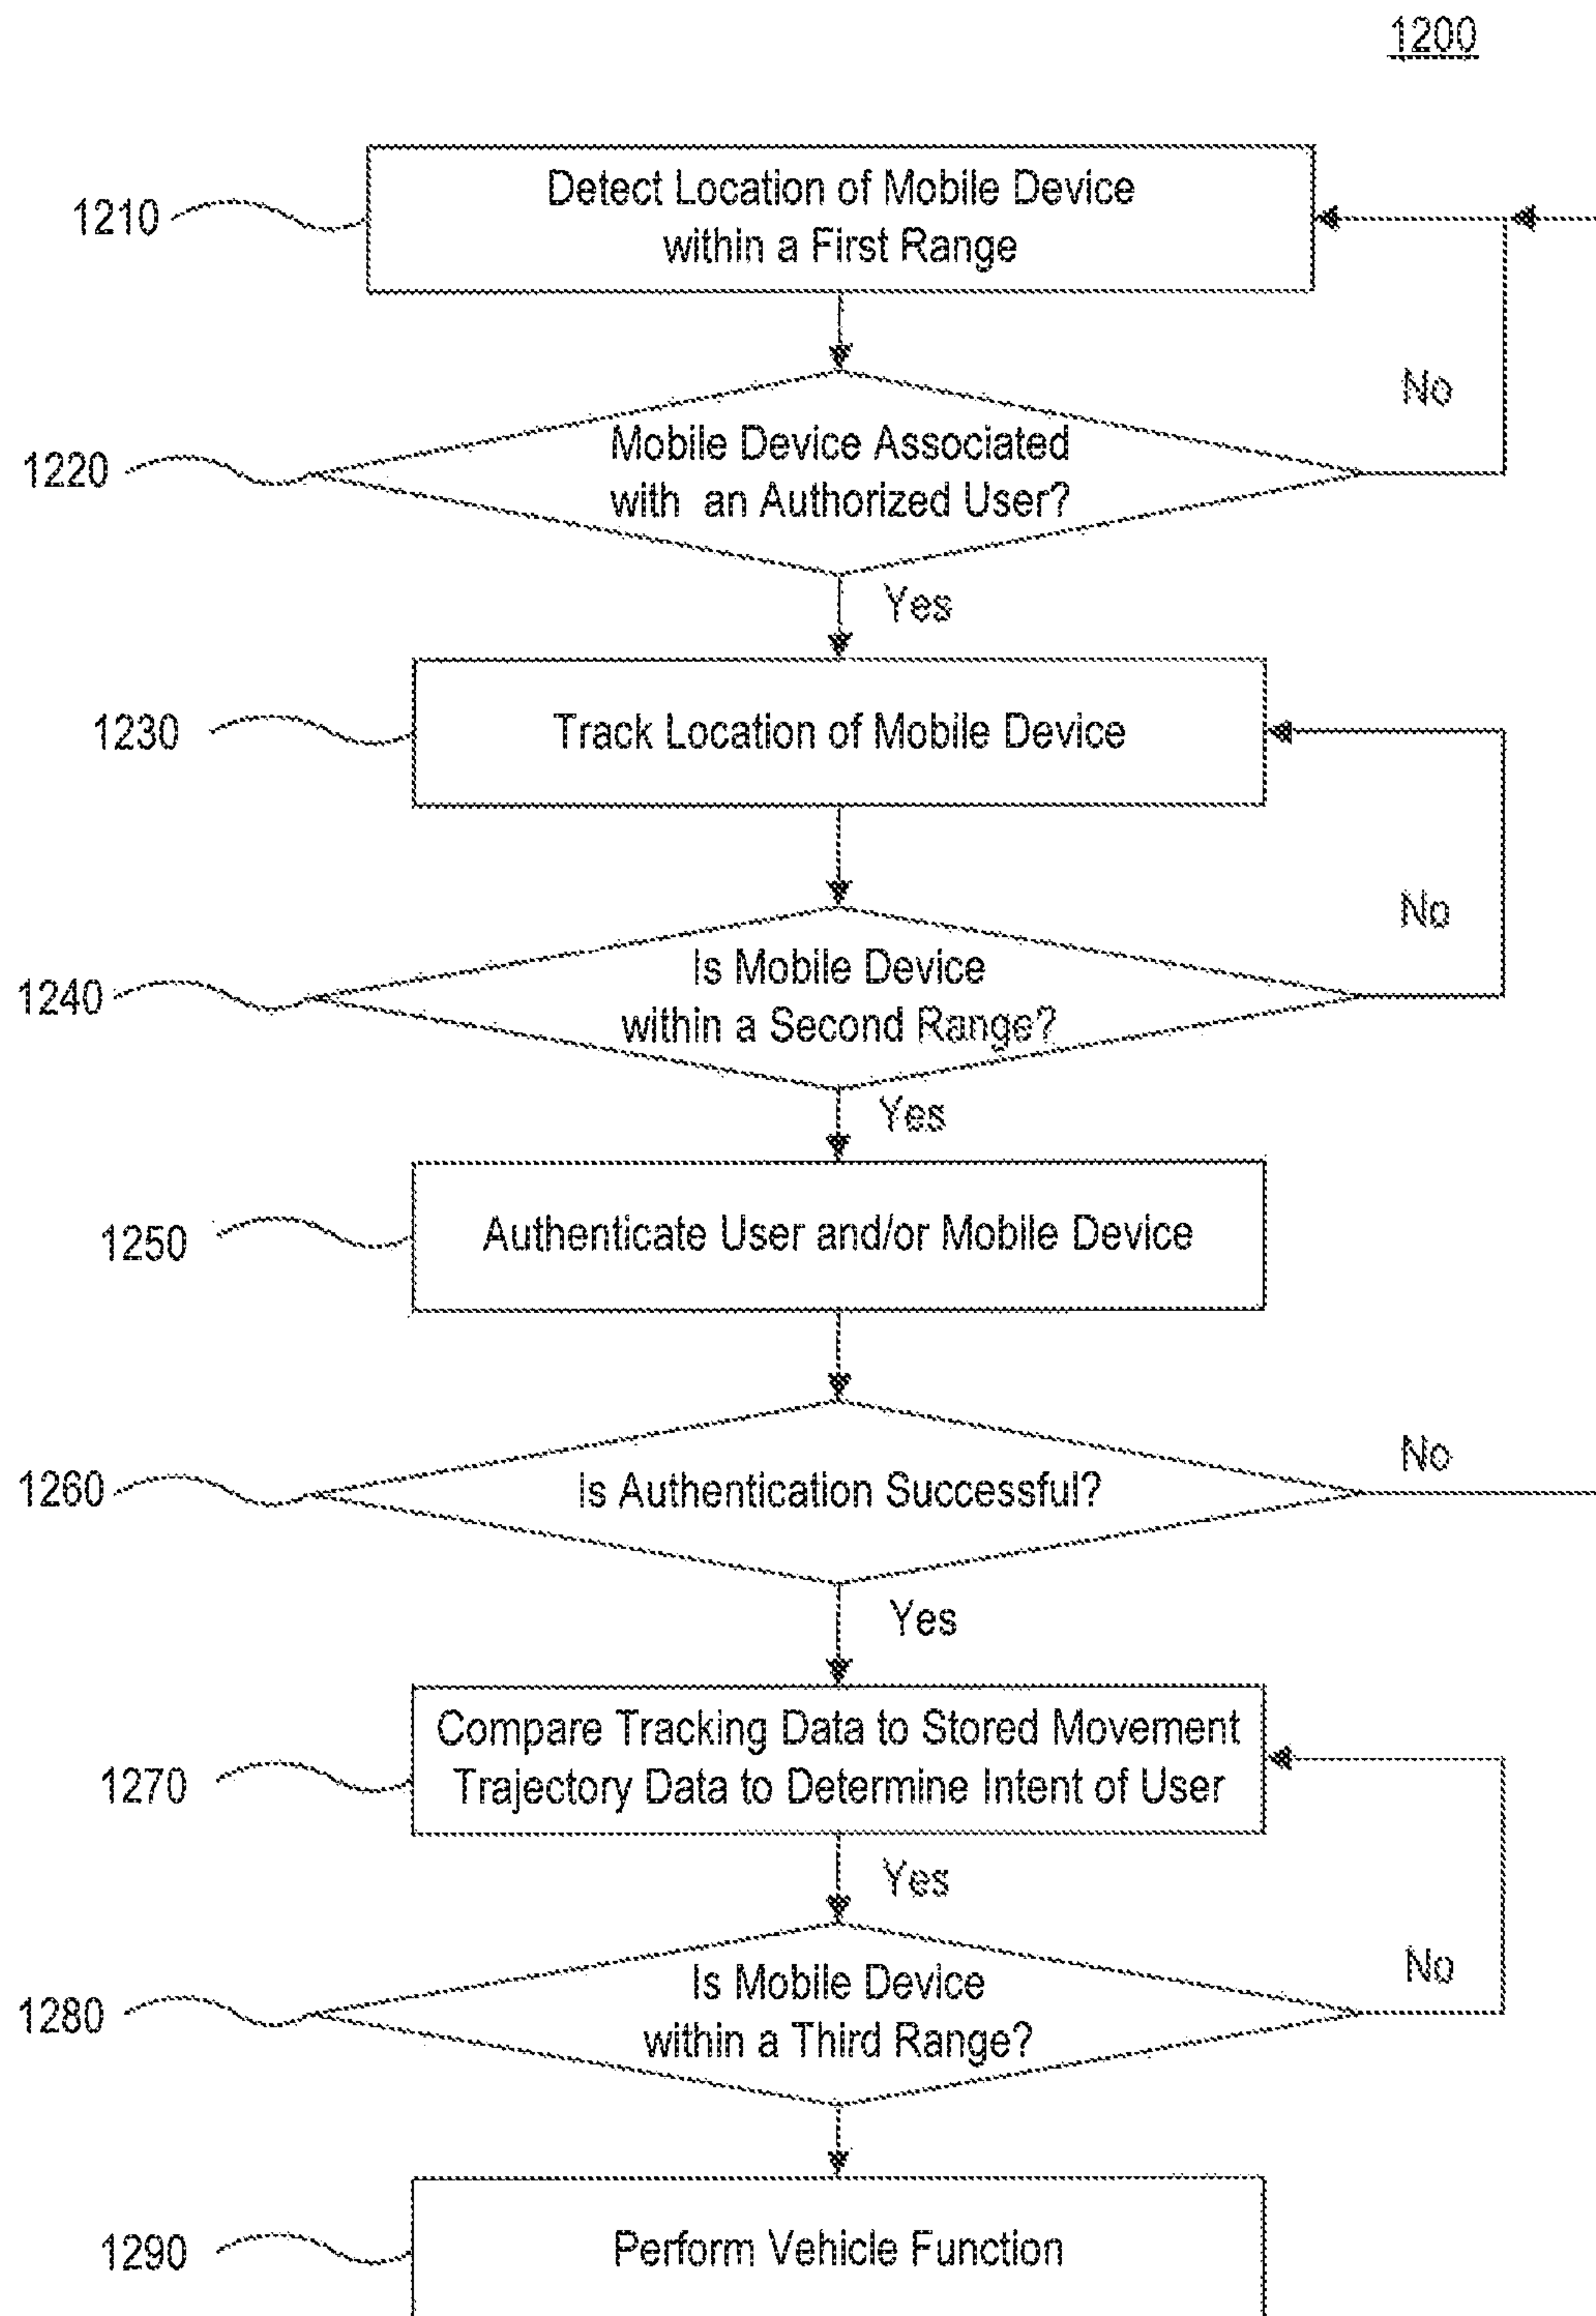 1200
1210
Detect Location of Mobile Device
within a First Range
No
1220
Mobile Device Associated
with an Authorized User?
Yes
1230
Track Location of Mobile Device
No
1240
Is Mobile Device
within a Second Range?
Yes
1250
Authenticate User and/or Mobile Device
No
1260
Is Authentication Successful?
Yes
1270
Compare Tracking Data to Stored Movement
Trajectory Data to Determine Intent of User
Yes
No
1280
Is Mobile Device
within a Third Range?
1290
Perform Vehicle Function